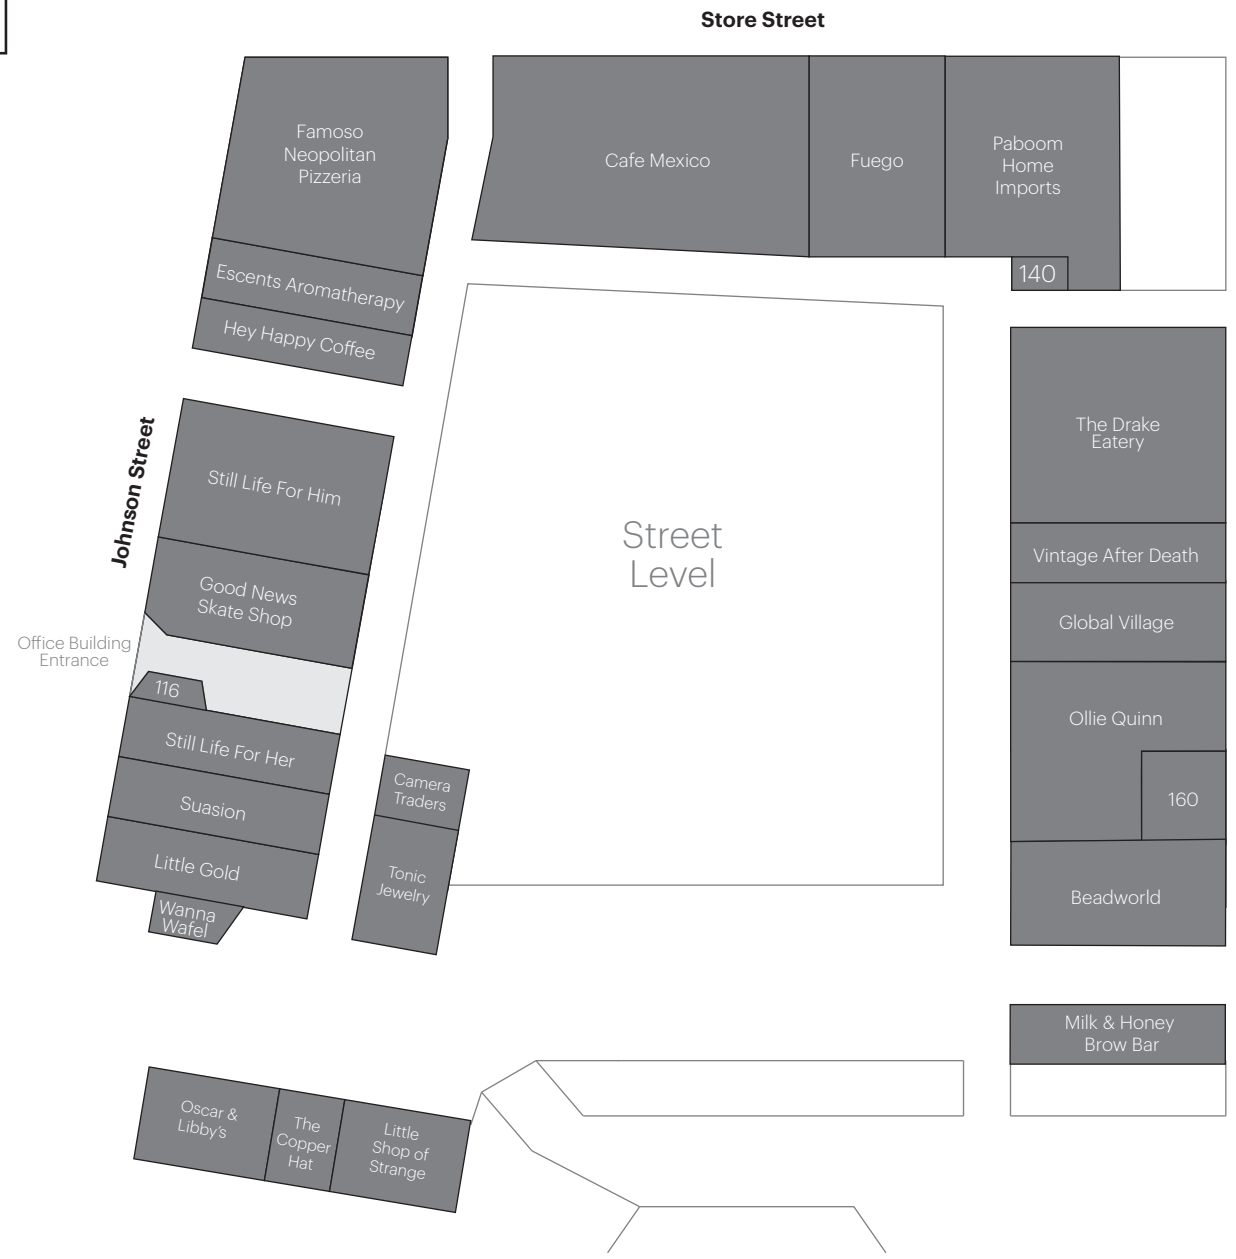 Store Street
Famoso
Neopolitan
Pizzeria
Cafe Mexico
Fuego
Paboom
Home
Imports
140
Escents Aromatherapy
Hey Happy Coffee
Johnson Street
Still Life For Him
Good News
Skate Shop
Office Building
Entrance
116
Still Life For Her
Suasion
Little Gold
Wanna
Wafel
Camera
Traders
Tonic
Jewelry
Street
Level
The Drake
Eatery
Vintage After Death
Global Village
Ollie Quinn
160
Beadworld
Milk & Honey
Brow Bar
Oscar &
Libby's
The
Copper
Hat
Little
Shop of
Strange